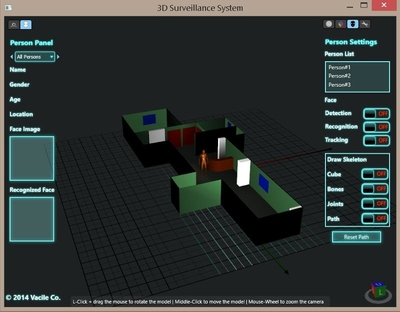 3D Surveillance System
Person Panel
All Persons
Name
Gender
Age
Location
Face Image
Recognized Face
© 2014 Vacile Co.
Person Settings
Person List
Person#1
Person#2
Person#3
Face
Detection OFF
Recognition OFF
Tracking OFF
Draw Skeleton
Cube OFF
Bones OFF
Joints OFF
Path OFF
Reset Path
L-Click + drag the mouse to rotate the model | Middle-Click to move the model | Mouse-Wheel to zoom the camera